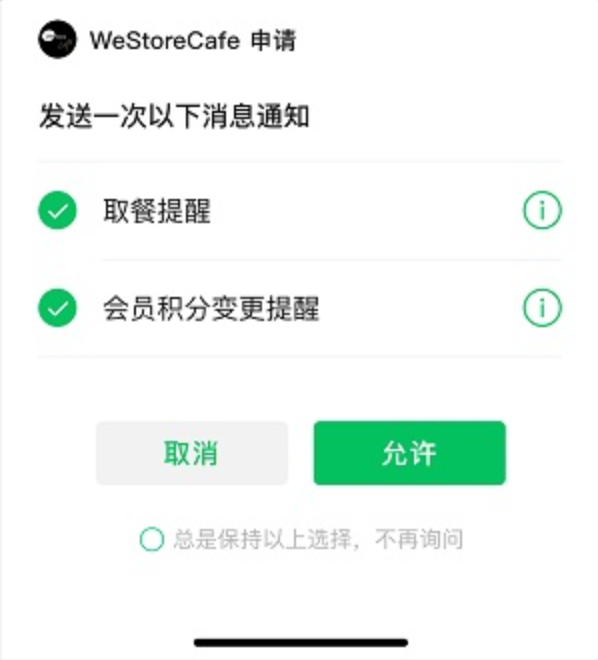 WeStoreCafe 申请
发送一次以下消息通知
取餐提醒
会员积分变更提醒
取消
允许
总是保持以上选择，不再询问